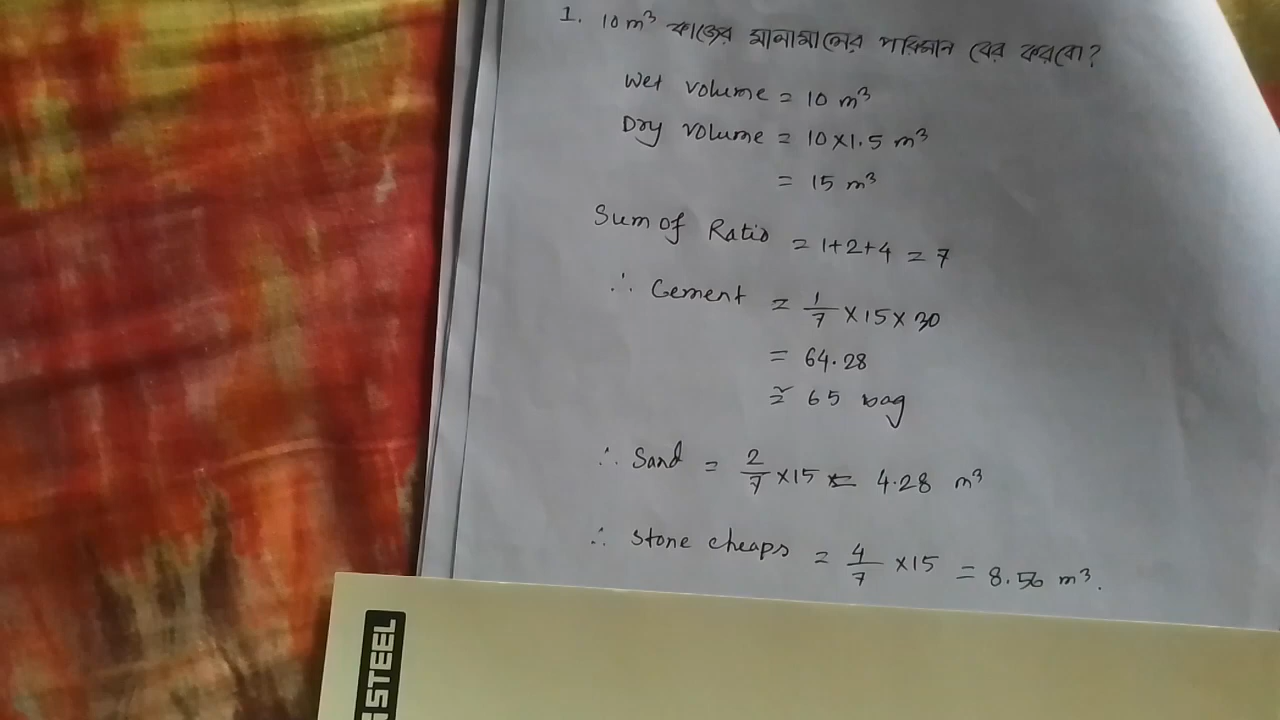 1. 10 m³ কাজের মালামালের পরিমান বের করবো?
Wet volume = 10 m³
Dry volume = 10×1.5 m³
= 15 m³
Sum of Ratio = 1+2+4 = 7
∴ Cement = 1/7 ×15×30
= 64.28
≅ 65 bag
∴ Sand = 2/7 ×15 = 4.28 m³
∴ Stone cheaps = 4/7 ×15 = 8.56 m³.
STEEL